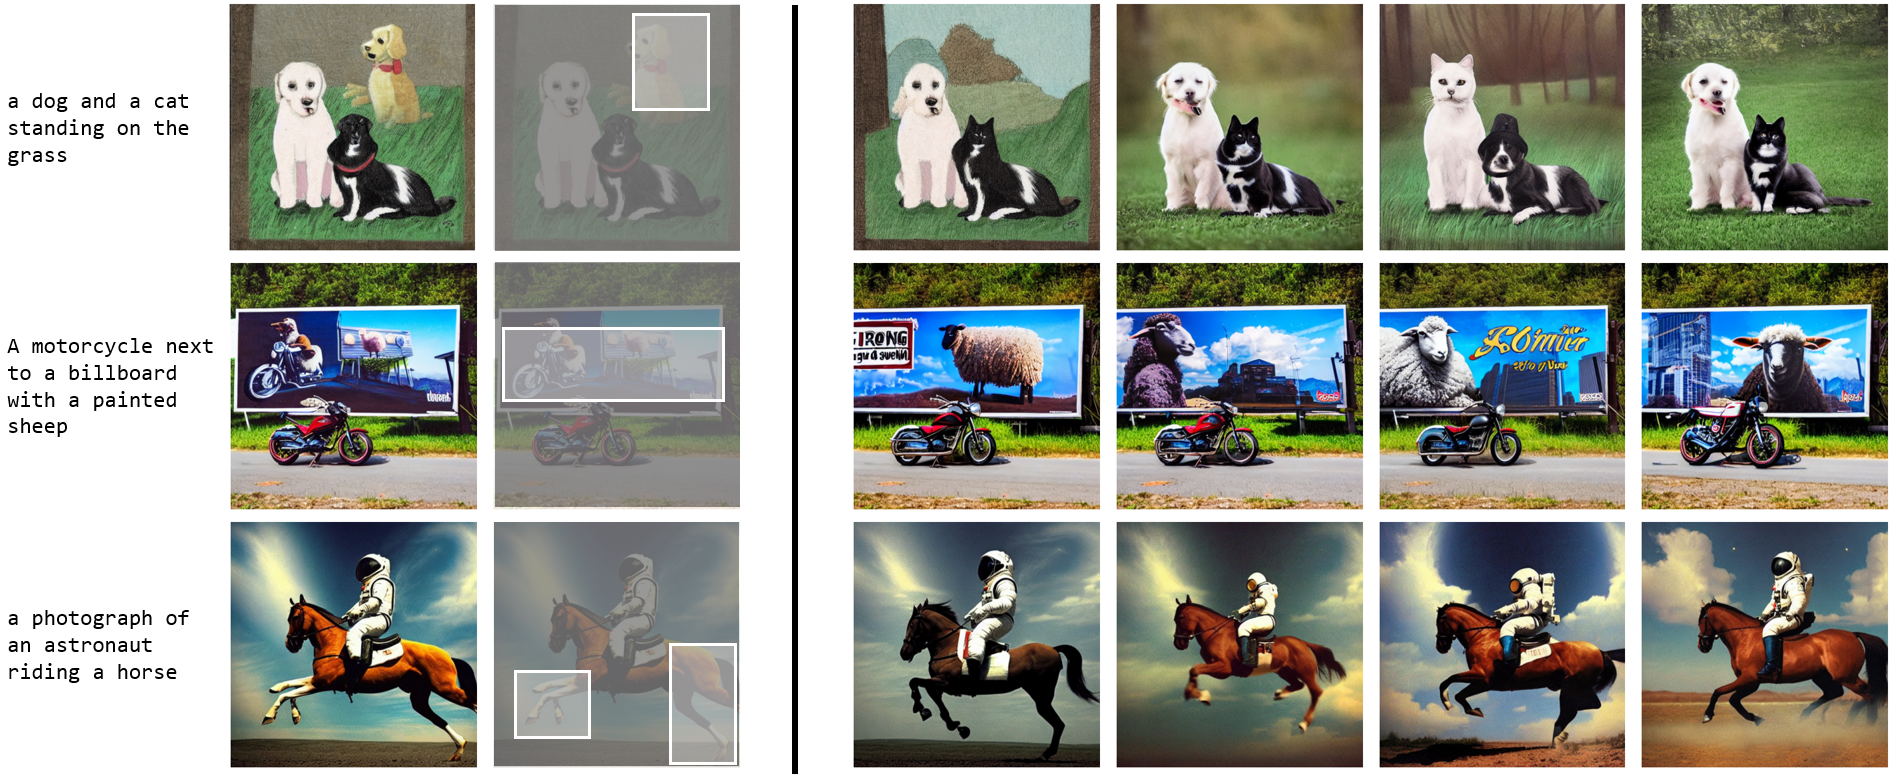 a dog and a cat
standing on the
grass
A motorcycle next
to a billboard
with a painted
sheep
STRONG
a photograph of
an astronaut
riding a horse